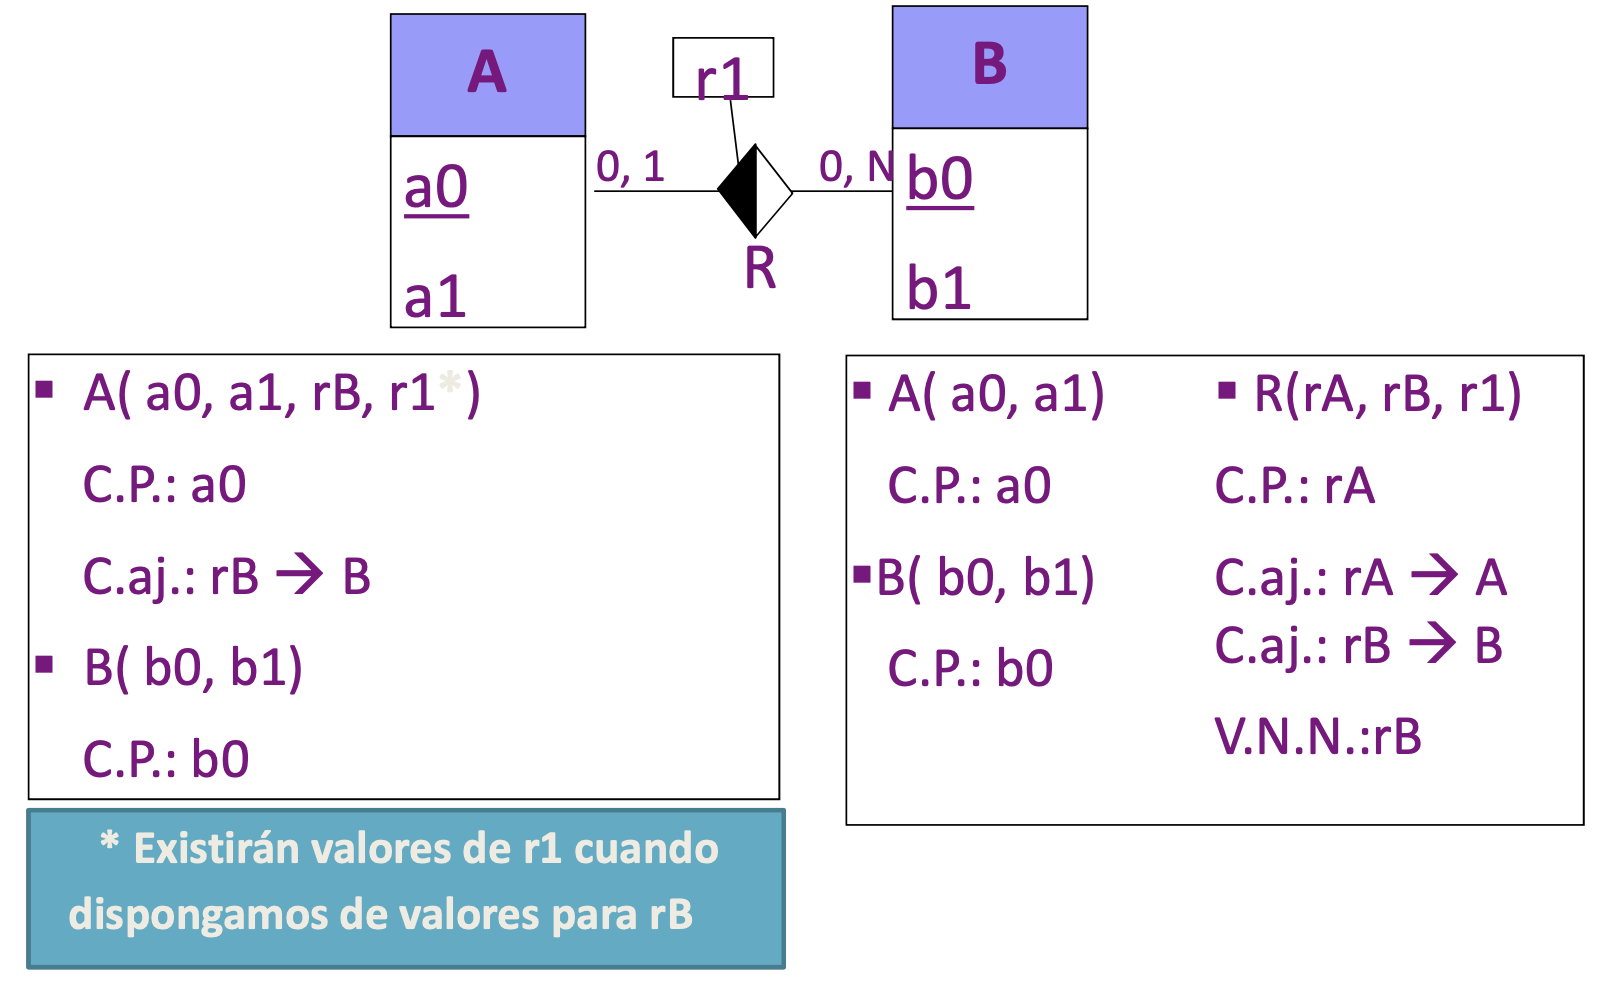 A
a0
a1
r1
0, 1
0, N
R
B
b0
b1
▪ A( a0, a1, rB, r1*)
C.P.: a0
C.aj.: rB → B
▪ B( b0, b1)
C.P.: b0
* Existirán valores de r1 cuando
dispongamos de valores para rB
▪ A( a0, a1)
C.P.: a0
▪ B( b0, b1)
C.P.: b0
▪ R(rA, rB, r1)
C.P.: rA
C.aj.: rA → A
C.aj.: rB → B
V.N.N.:rB